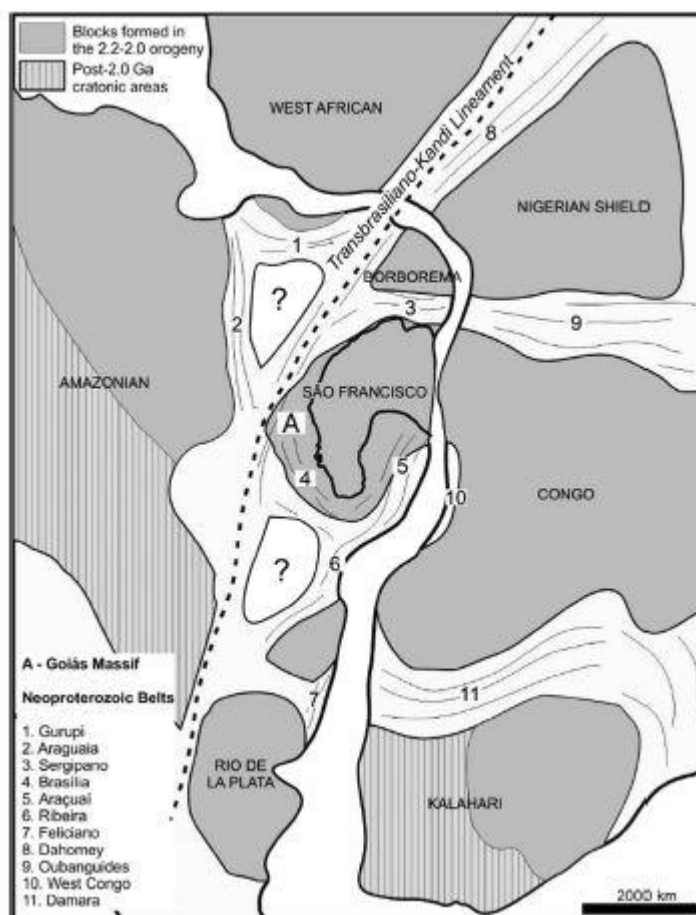 Blocks formed in
the 2.2-2.0 orogeny
Post-2.0 Ga
cratonic areas
WEST AFRICAN
Transbrasiliano-Kandi Lineament
8
NIGERIAN SHIELD
1
BORBOREMA
?
3
2
9
AMAZONIAN
SÃO FRANCISCO
A
5
4
10
CONGO
?
6
A - Goiás Massif
Neoproterozoic Belts
1. Gurupi
2. Araguaia
3. Sergipano
4. Brasília
5. Araçuaí
6. Ribeira
7. Feliciano
8. Dahomey
9. Oubanguides
10. West Congo
11. Damara
7
11
RIO DE
LA PLATA
KALAHARI
2000 km